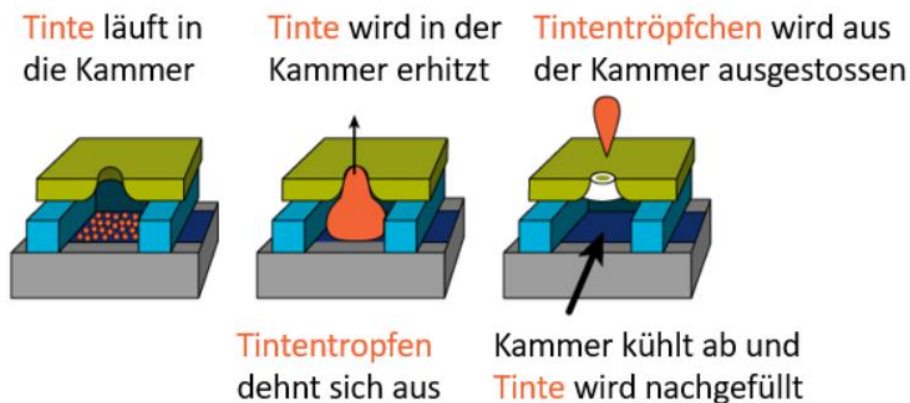 Tinte läuft in
die Kammer
Tinte wird in der
Kammer erhitzt
Tintentröpfchen wird aus
der Kammer ausgestossen
Tintentropfen
dehnt sich aus
Kammer kühlt ab und
Tinte wird nachgefüllt